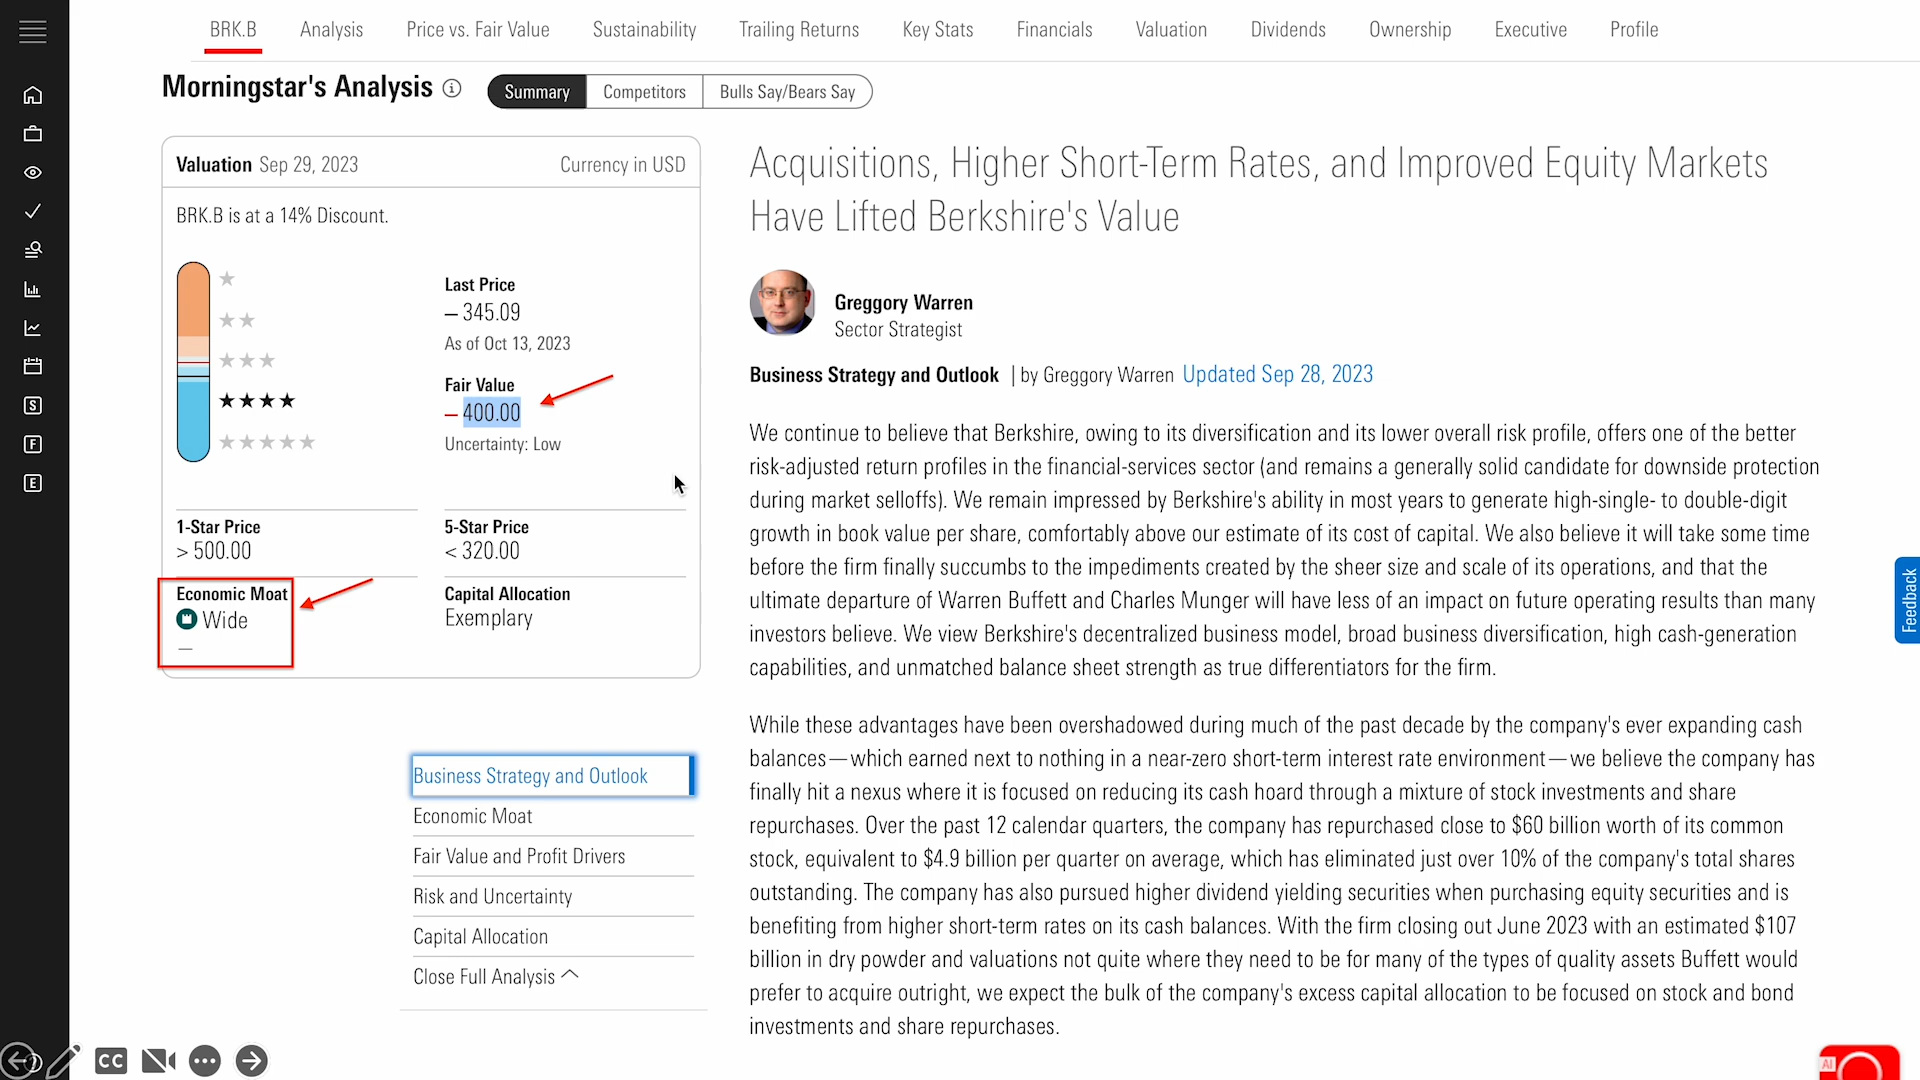 BRK.B Analysis Price vs. Fair Value Sustainability Trailing Returns Key Stats Financials Valuation Dividends Ownership Executive Profile
Morningstar's Analysis
Summary Competitors Bulls Say/Bears Say
Valuation Sep 29, 2023 Currency in USD
BRK.B is at a 14% Discount.
Last Price
– 345.09
As of Oct 13, 2023
Fair Value
– 400.00
Uncertainty: Low
1-Star Price
> 500.00
5-Star Price
< 320.00
Economic Moat
Wide
—
Capital Allocation
Exemplary
Business Strategy and Outlook
Economic Moat
Fair Value and Profit Drivers
Risk and Uncertainty
Capital Allocation
Close Full Analysis
Acquisitions, Higher Short-Term Rates, and Improved Equity Markets
Have Lifted Berkshire's Value
Greggory Warren
Sector Strategist
Business Strategy and Outlook | by Greggory Warren Updated Sep 28, 2023
We continue to believe that Berkshire, owing to its diversification and its lower overall risk profile, offers one of the better
risk-adjusted return profiles in the financial-services sector (and remains a generally solid candidate for downside protection
during market selloffs). We remain impressed by Berkshire's ability in most years to generate high-single- to double-digit
growth in book value per share, comfortably above our estimate of its cost of capital. We also believe it will take some time
before the firm finally succumbs to the impediments created by the sheer size and scale of its operations, and that the
ultimate departure of Warren Buffett and Charles Munger will have less of an impact on future operating results than many
investors believe. We view Berkshire's decentralized business model, broad business diversification, high cash-generation
capabilities, and unmatched balance sheet strength as true differentiators for the firm.
While these advantages have been overshadowed during much of the past decade by the company's ever expanding cash
balances—which earned next to nothing in a near-zero short-term interest rate environment—we believe the company has
finally hit a nexus where it is focused on reducing its cash hoard through a mixture of stock investments and share
repurchases. Over the past 12 calendar quarters, the company has repurchased close to $60 billion worth of its common
stock, equivalent to $4.9 billion per quarter on average, which has eliminated just over 10% of the company's total shares
outstanding. The company has also pursued higher dividend yielding securities when purchasing equity securities and is
benefiting from higher short-term rates on its cash balances. With the firm closing out June 2023 with an estimated $107
billion in dry powder and valuations not quite where they need to be for many of the types of quality assets Buffett would
prefer to acquire outright, we expect the bulk of the company's excess capital allocation to be focused on stock and bond
investments and share repurchases.
Feedback
S
F
E
CC
AI